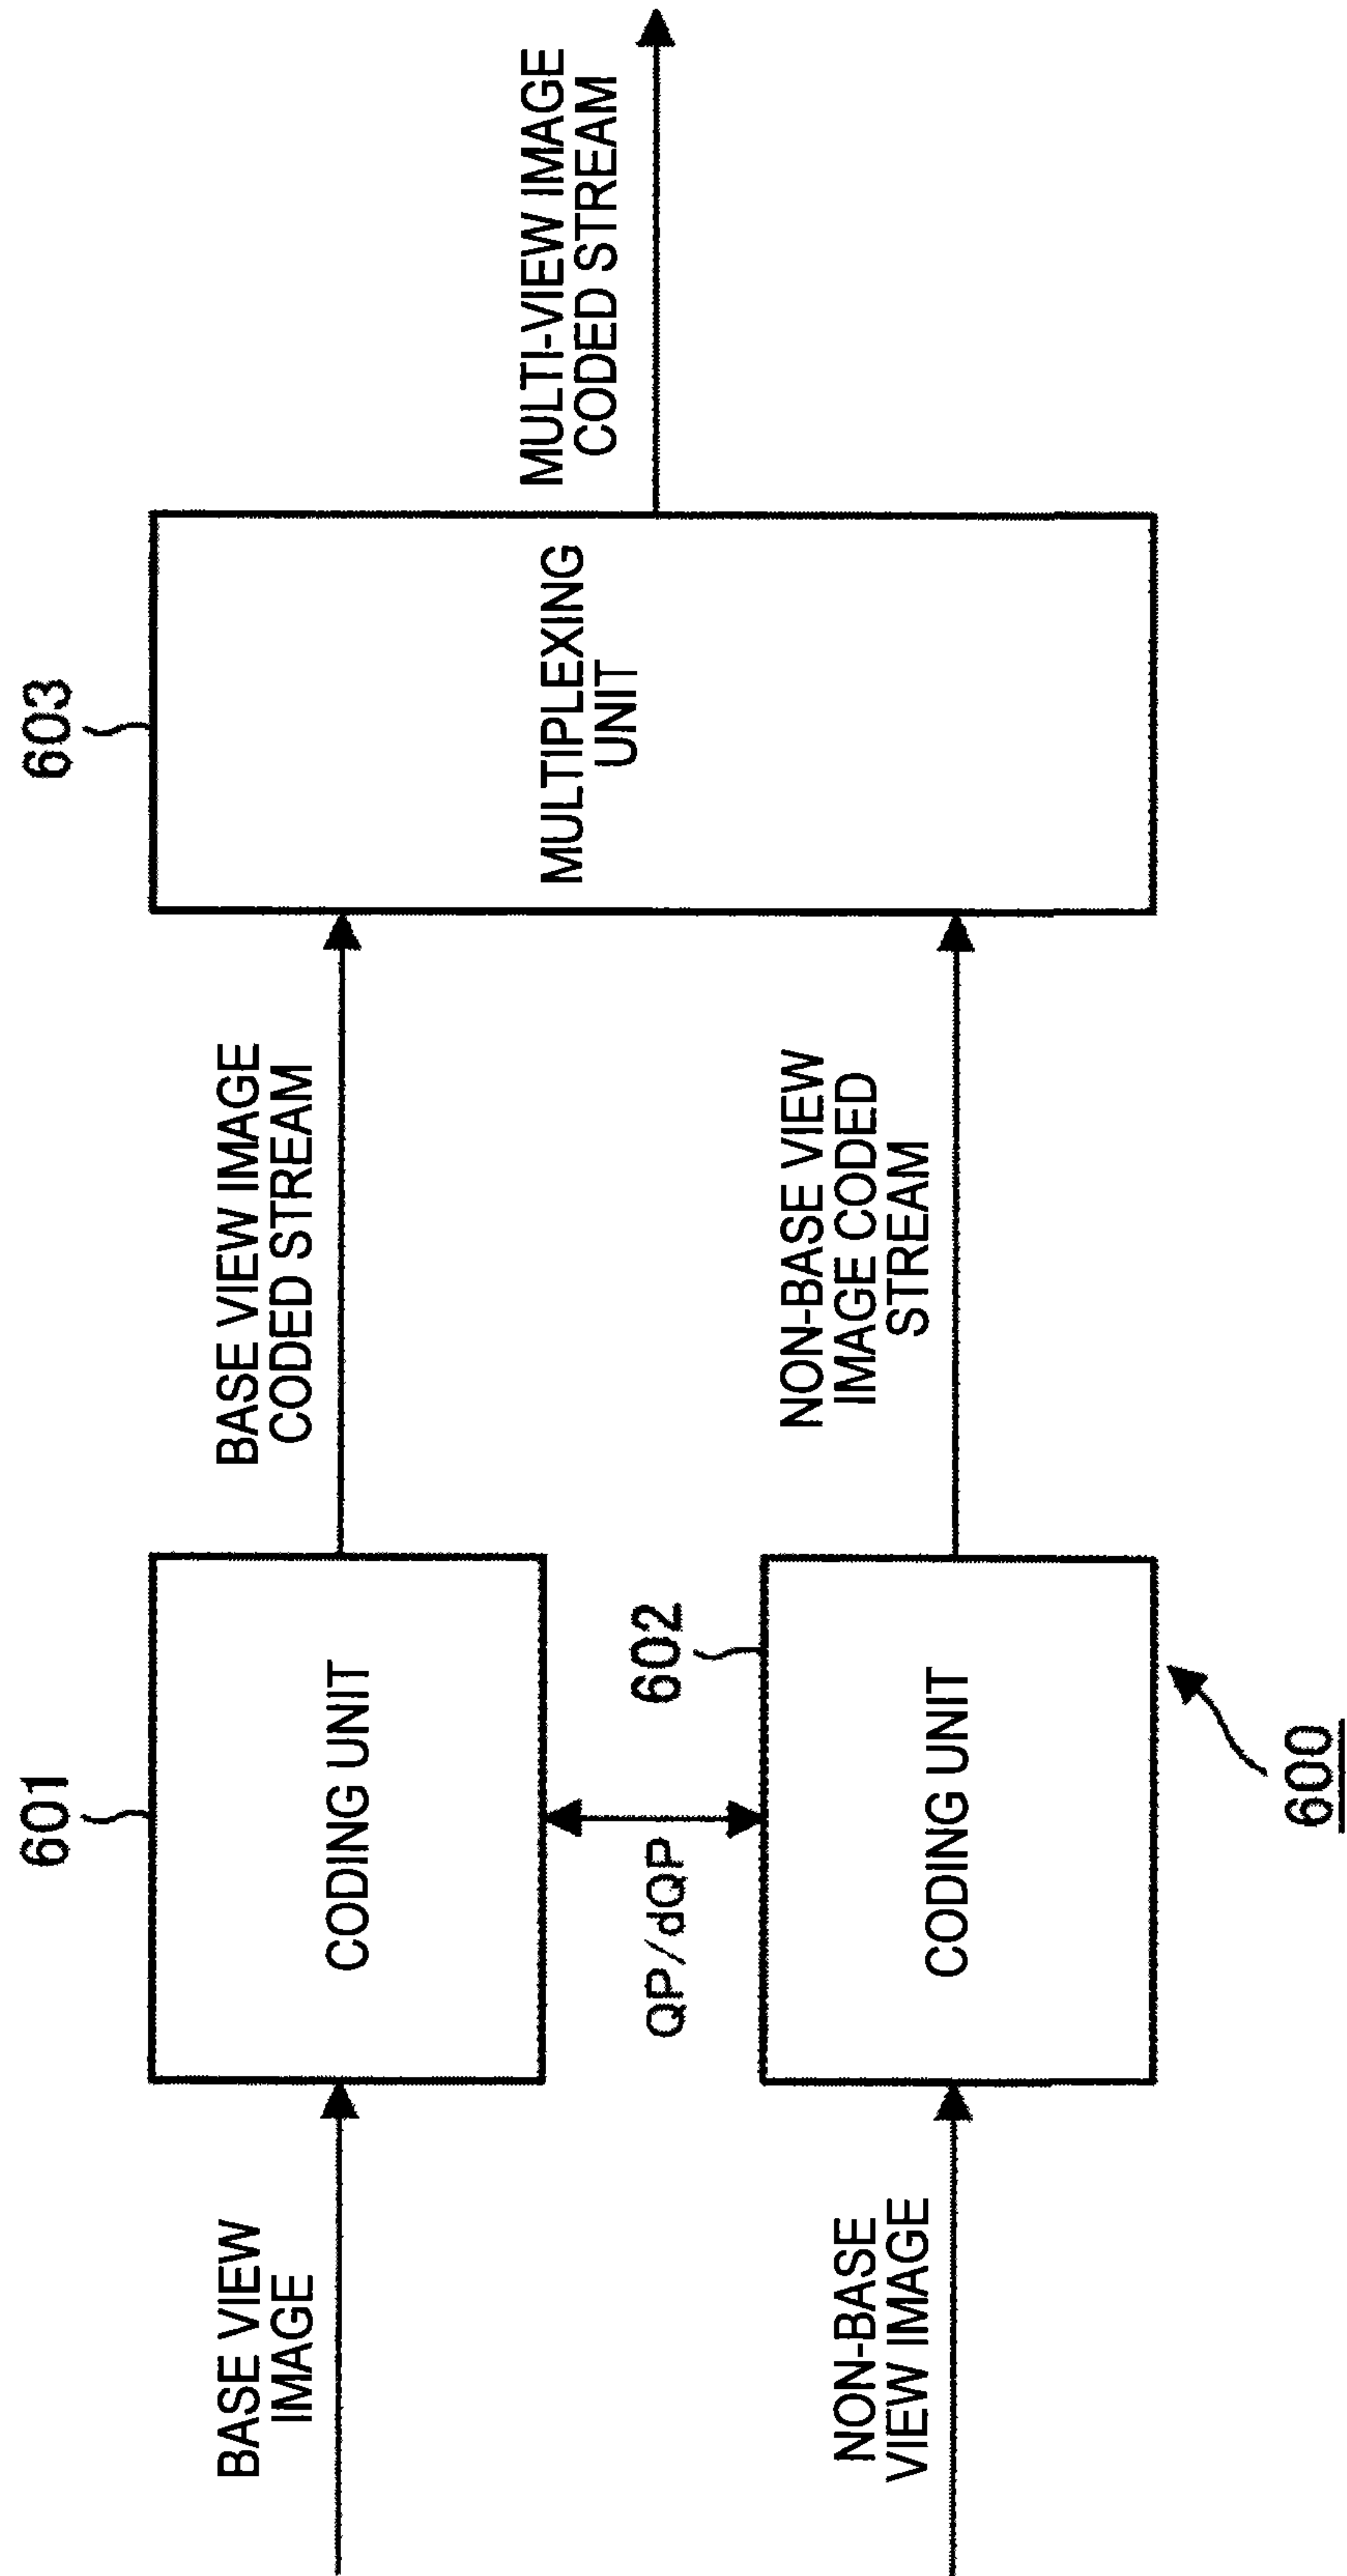 601
603
BASE VIEW
IMAGE
CODING UNIT
BASE VIEW IMAGE
CODED STREAM
MULTIPLEXING
UNIT
MULTI-VIEW IMAGE
CODED STREAM
QP/dQP
602
NON-BASE
VIEW IMAGE
CODING UNIT
NON-BASE VIEW
IMAGE CODED
STREAM
600